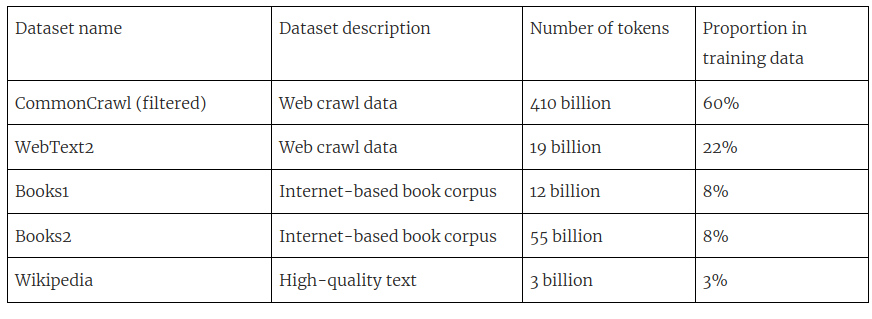 Dataset name Dataset description Number of tokens Proportion in
training data
CommonCrawl (filtered) Web crawl data 410 billion 60%
WebText2 Web crawl data 19 billion 22%
Books1 Internet-based book corpus 12 billion 8%
Books2 Internet-based book corpus 55 billion 8%
Wikipedia High-quality text 3 billion 3%